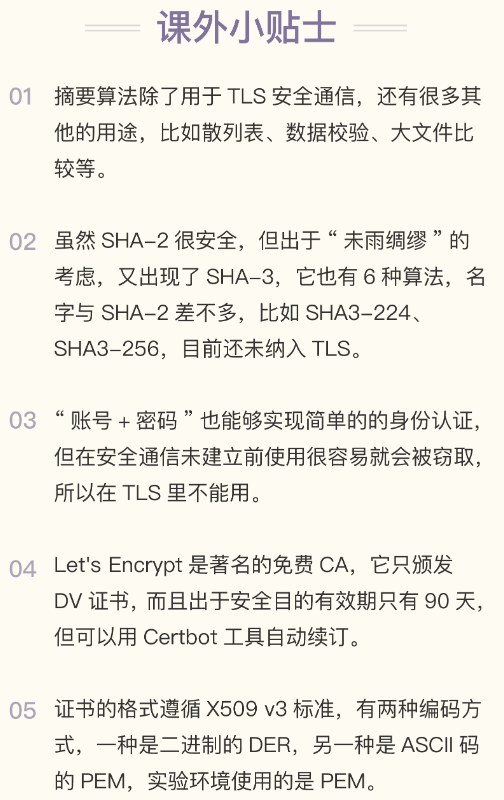 课外小贴士
01 摘要算法除了用于 TLS 安全通信，还有很多其
他的用途，比如散列表、数据校验、大文件比
较等。
02 虽然 SHA-2 很安全，但出于 “ 未雨绸缪 ” 的
考虑，又出现了 SHA-3，它也有 6 种算法，名
字与 SHA-2 差不多，比如 SHA3-224、
SHA3-256，目前还未纳入 TLS。
03 “ 账号 + 密码 ” 也能够实现简单的的身份认证，
但在安全通信未建立前使用很容易就会被窃取，
所以在 TLS 里不能用。
04 Let's Encrypt 是著名的免费 CA，它只颁发
DV 证书，而且出于安全目的有效期只有 90 天，
但可以用 Certbot 工具自动续订。
05 证书的格式遵循 X509 v3 标准，有两种编码方
式，一种是二进制的 DER，另一种是 ASCII 码
的 PEM，实验环境使用的是 PEM。